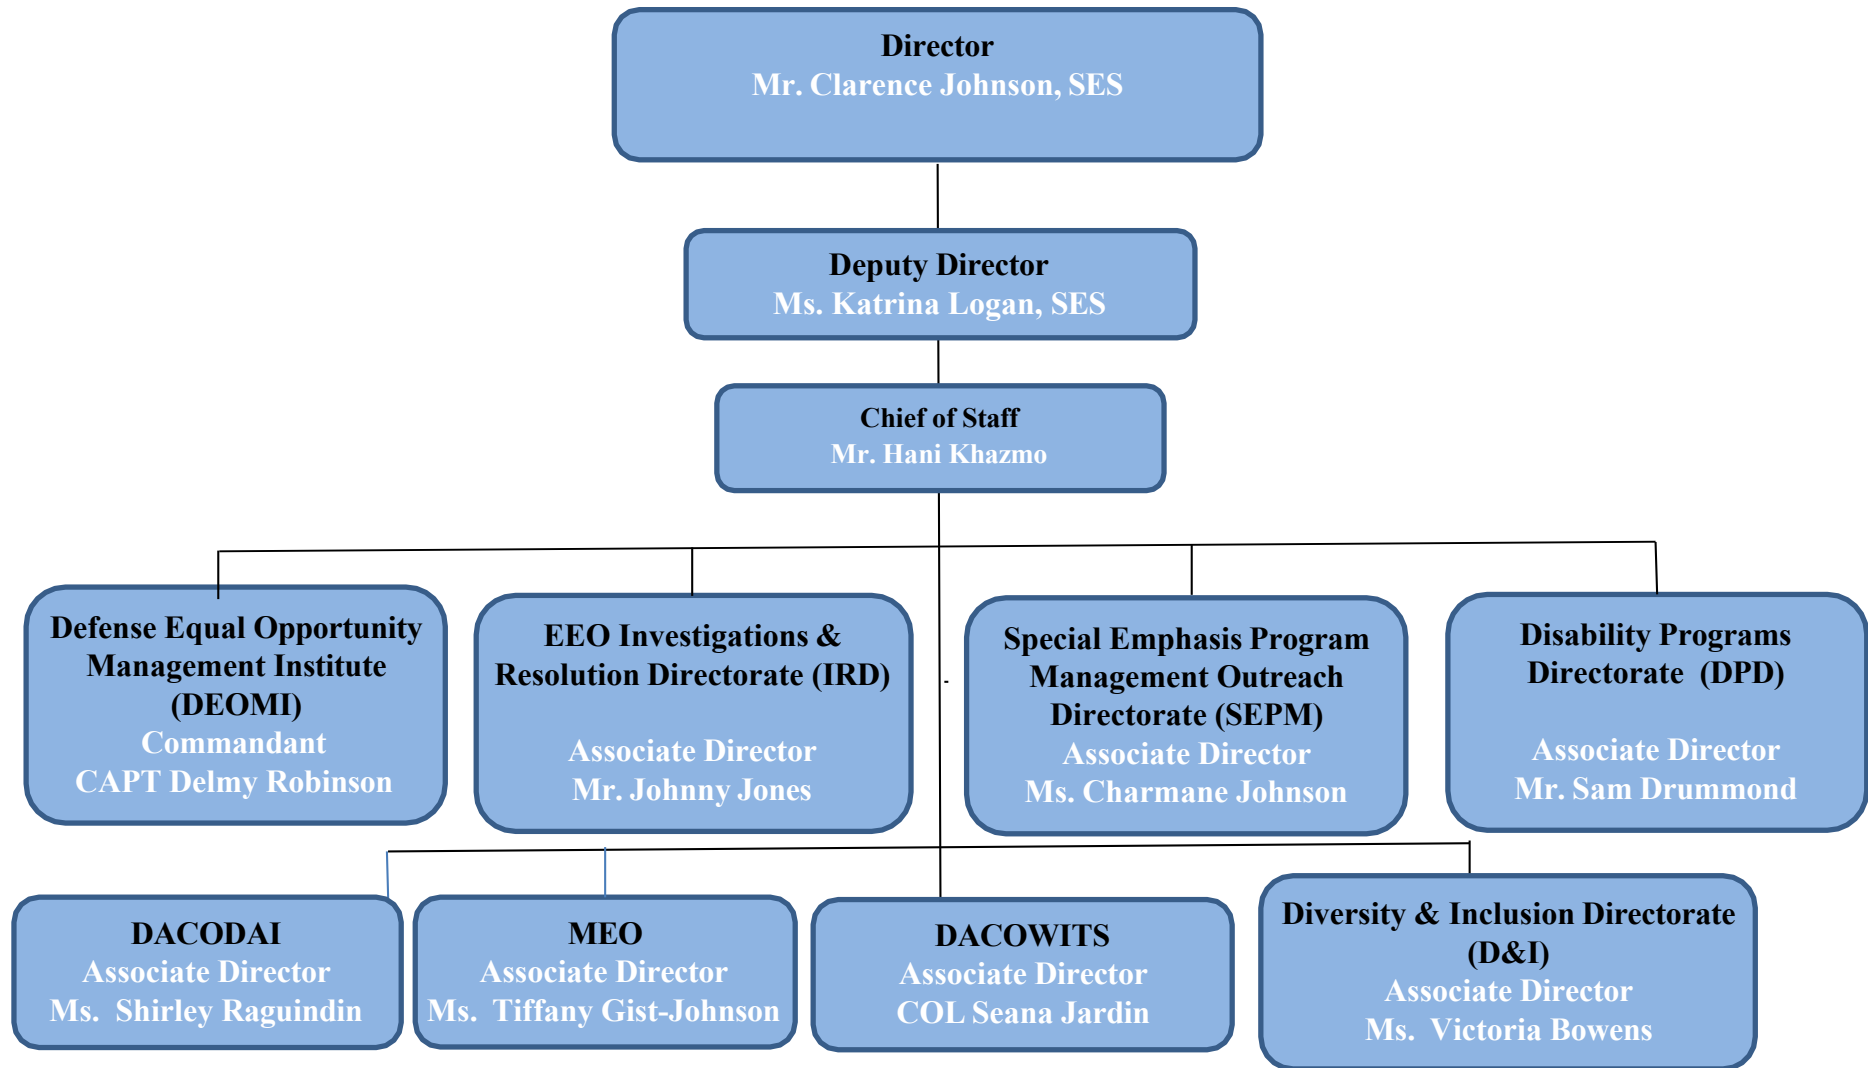 Director
Mr. Clarence Johnson, SES
Deputy Director
Ms. Katrina Logan, SES
Chief of Staff
Mr. Hani Khazmo
Defense Equal Opportunity
Management Institute
(DEOMI)
Commandant
CAPT Delmy Robinson
EEO Investigations &
Resolution Directorate (IRD)
Associate Director
Mr. Johnny Jones
Special Emphasis Program
Management Outreach
Directorate (SEPM)
Associate Director
Ms. Charmane Johnson
Disability Programs
Directorate (DPD)
Associate Director
Mr. Sam Drummond
DACODAI
Associate Director
Ms. Shirley Raguindin
MEO
Associate Director
Ms. Tiffany Gist-Johnson
DACOWITS
Associate Director
COL Seana Jardin
Diversity & Inclusion Directorate
(D&I)
Associate Director
Ms. Victoria Bowens